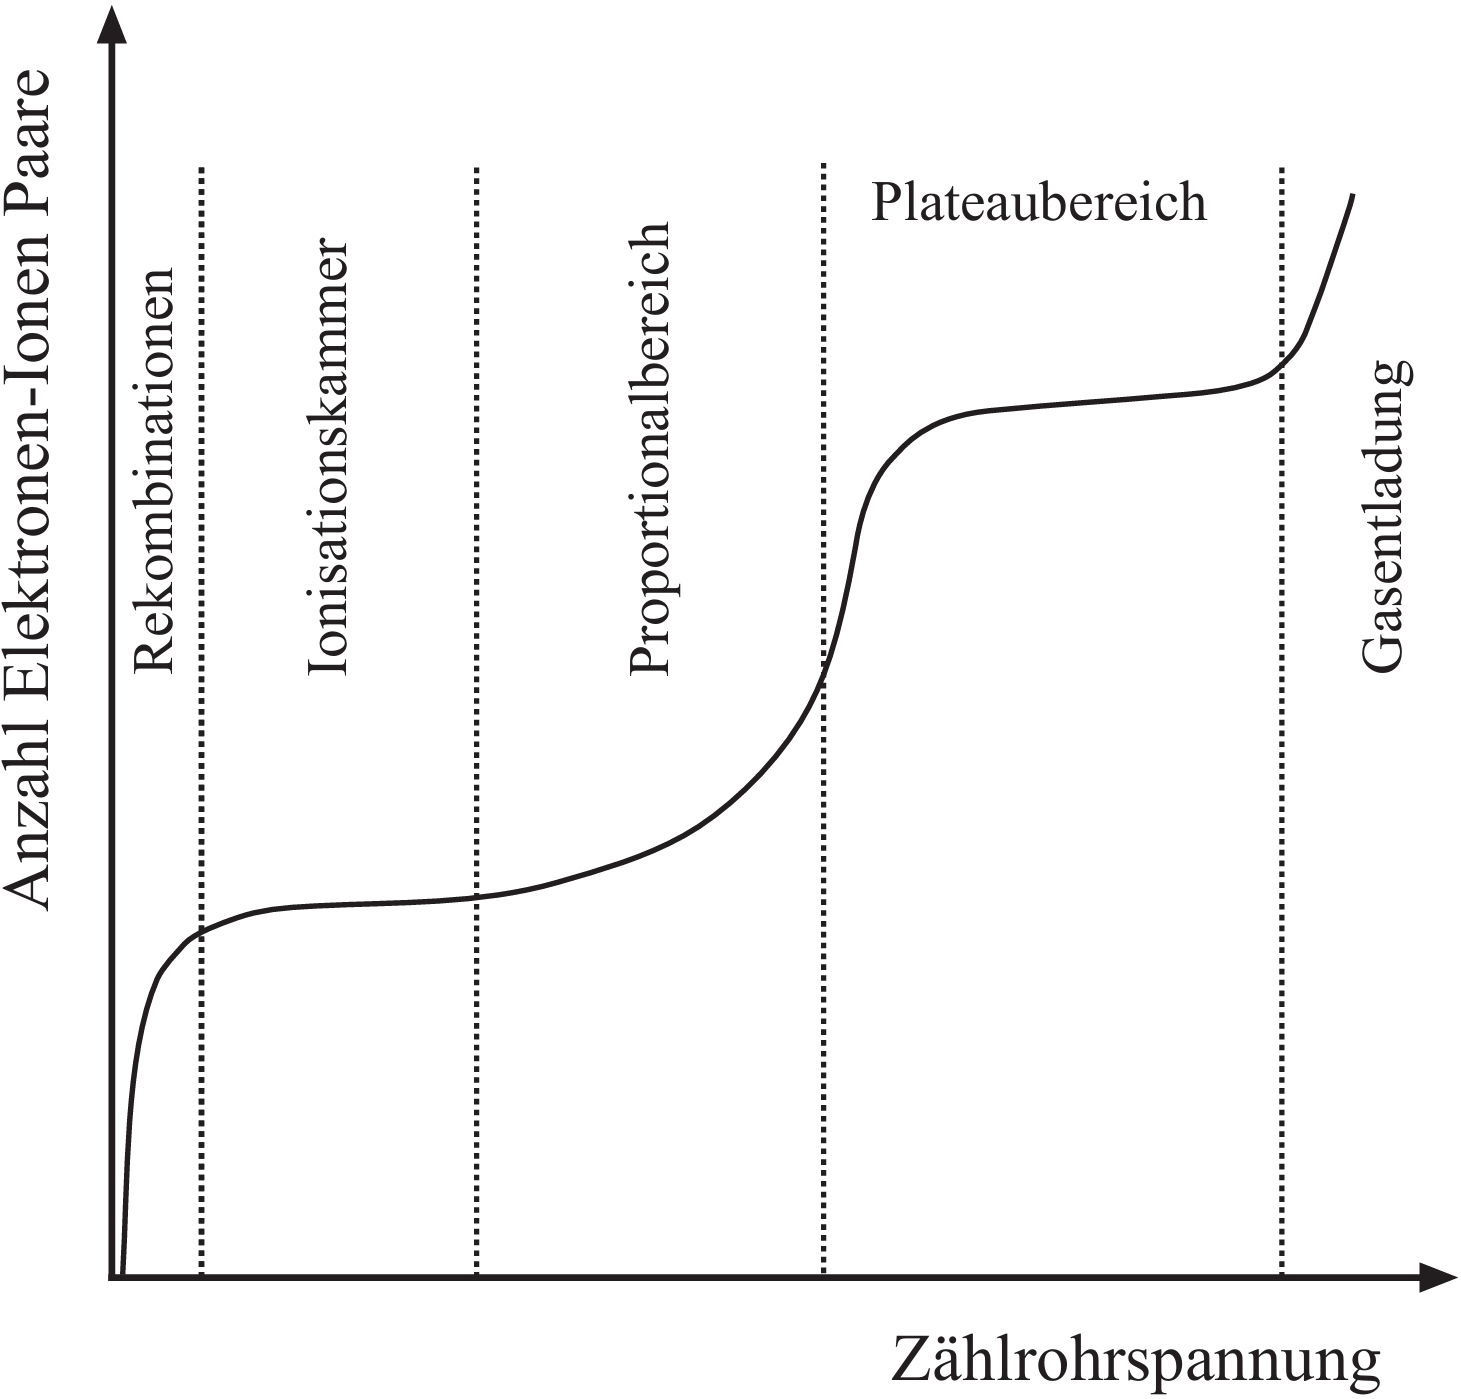 Anzahl Elektronen-Ionen Paare
Rekombinationen
Ionisationskammer
Proportionalbereich
Plateaubereich
Gasentladung
Zählrohrspannung